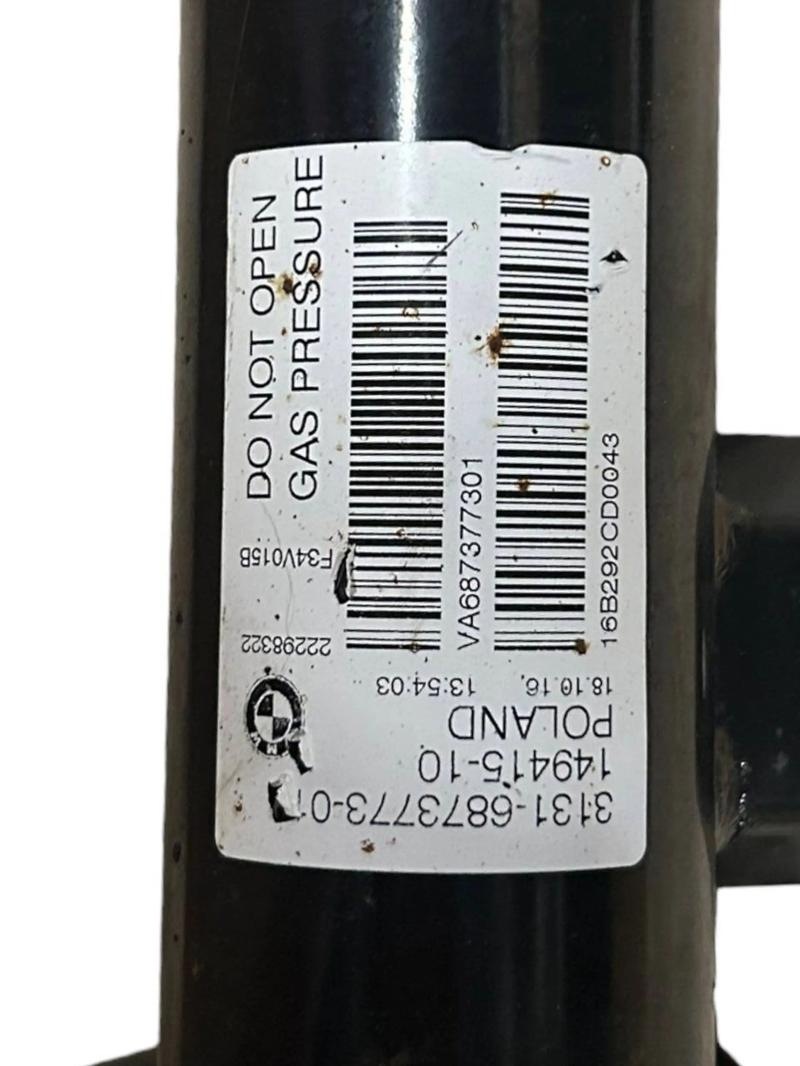 3131-6873773-01
149415-10
POLAND
18.10.16, 13:54:03
BMW
22298322
F34V015B
DO NOT OPEN
GAS PRESSURE
VA687377301
16B292CD0043